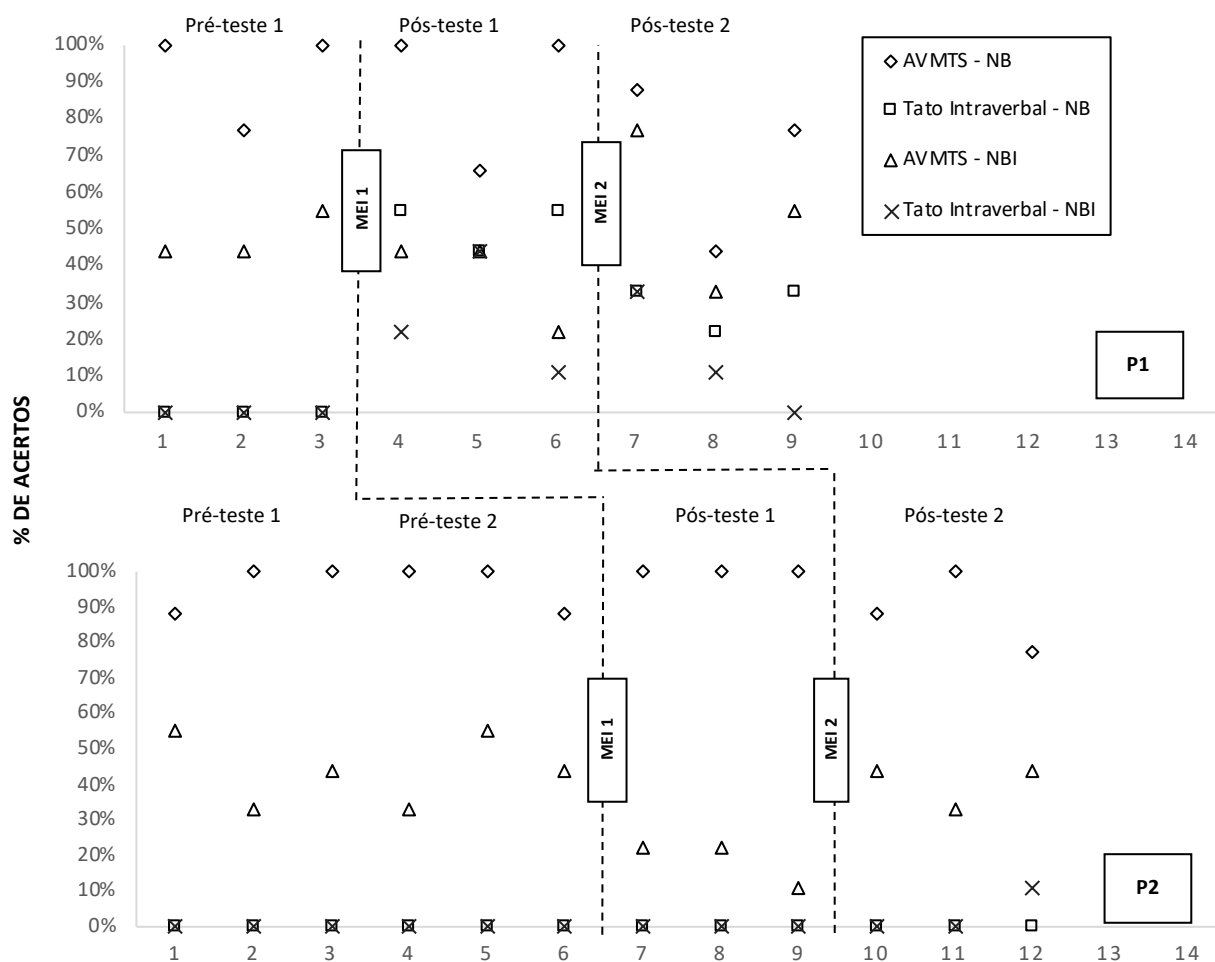 Pré-teste 1 Pós-teste 1 Pós-teste 2
100%
90%
80%
70%
60%
50%
40%
30%
20%
10%
0%
MEI 1
MEI 2
AVMTS - NB
Tato Intraverbal - NB
AVMTS - NBI
Tato Intraverbal - NBI
P1
1 2 3 4 5 6 7 8 9 10 11 12 13 14
% DE ACERTOS
Pré-teste 1 Pré-teste 2 Pós-teste 1 Pós-teste 2
100%
90%
80%
70%
60%
50%
40%
30%
20%
10%
0%
MEI 1
MEI 2
P2
1 2 3 4 5 6 7 8 9 10 11 12 13 14